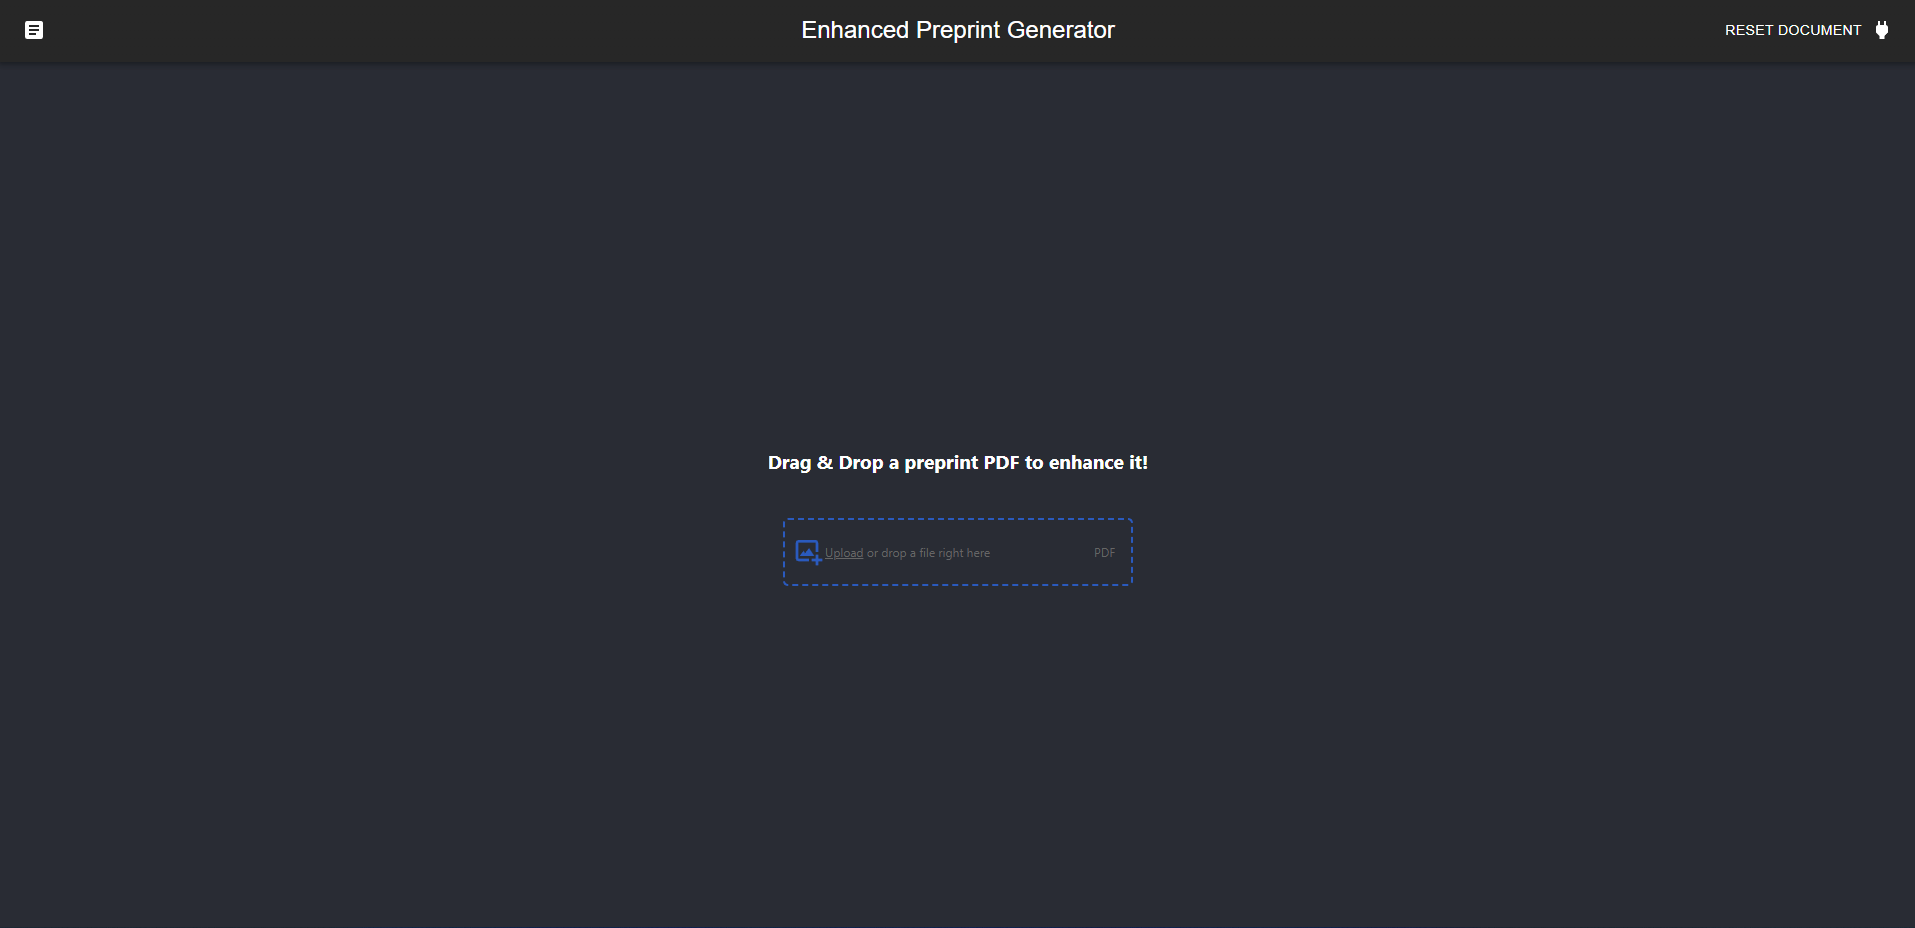 Enhanced Preprint Generator
RESET DOCUMENT
Drag & Drop a preprint PDF to enhance it!
Upload or drop a file right here
PDF